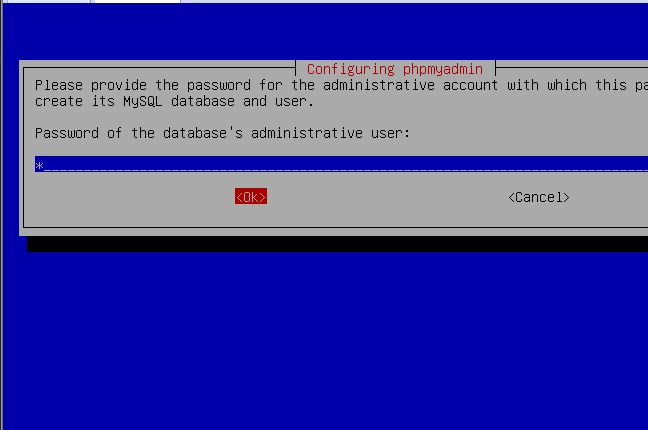 Configuring phpmyadmin
Please provide the password for the administrative account with which this pa
create its MySQL database and user.
Password of the database's administrative user:
*
<Ok> <Cancel>